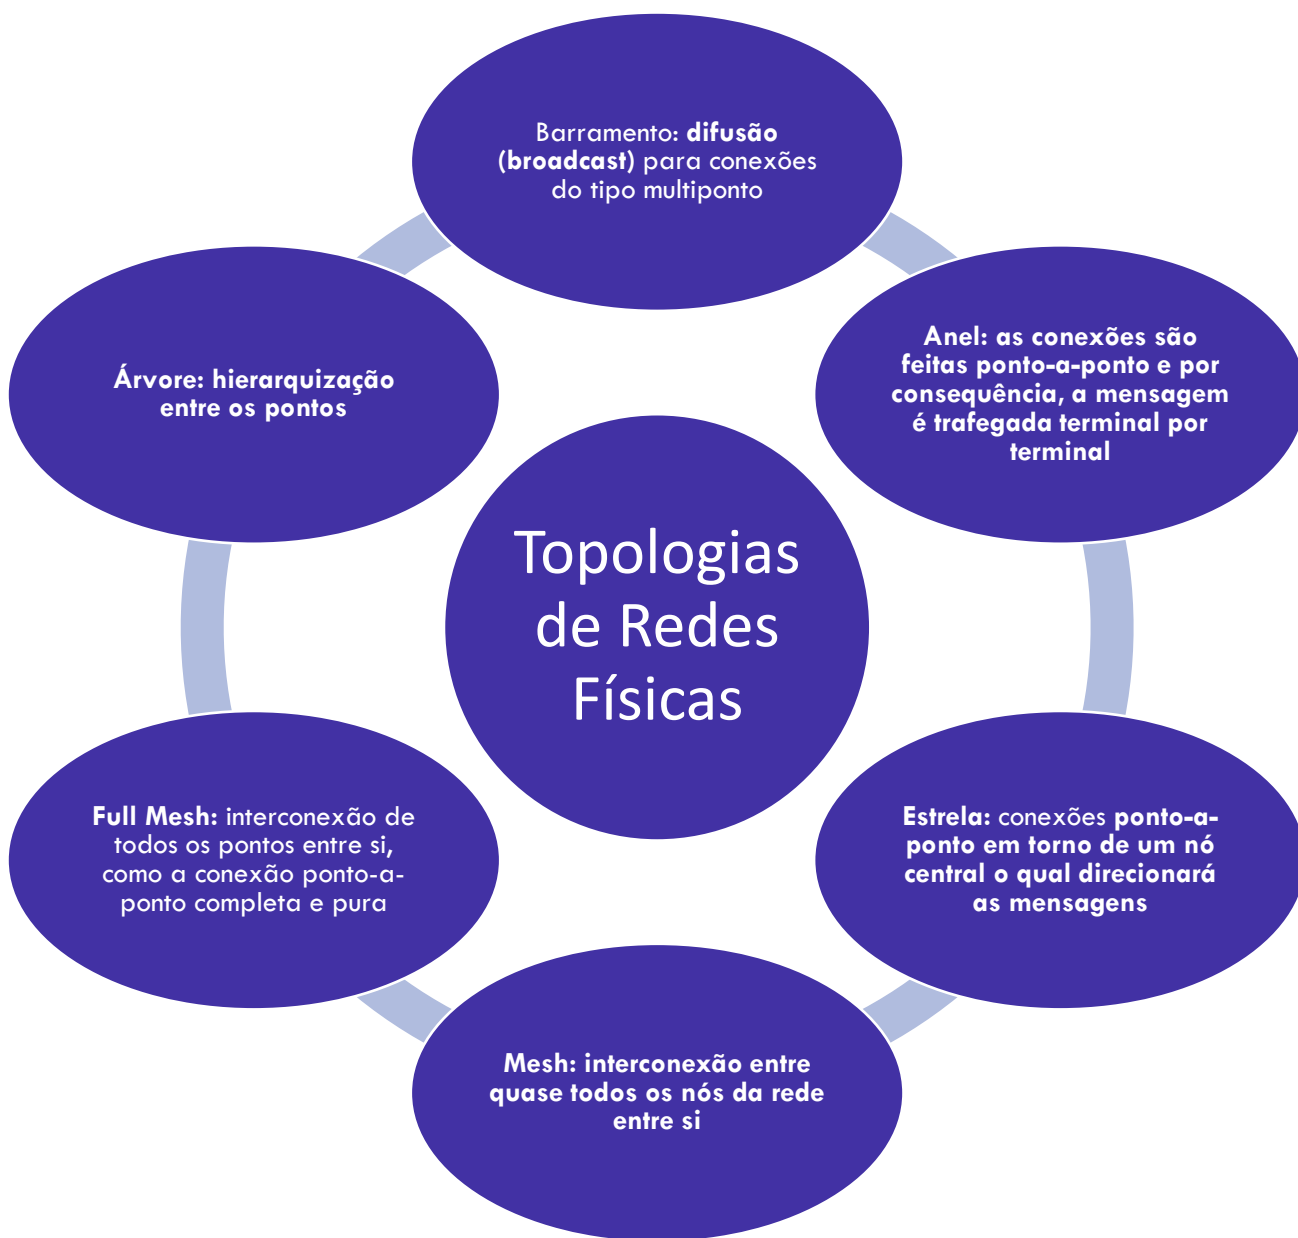 Barramento: difusão
(broadcast) para conexões
do tipo multiponto
Anel: as conexões são
feitas ponto-a-ponto e por
consequência, a mensagem
é trafegada terminal por
terminal
Estrela: conexões ponto-a-
ponto em torno de um nó
central o qual direcionará
as mensagens
Mesh: interconexão entre
quase todos os nós da rede
entre si
Full Mesh: interconexão de
todos os pontos entre si,
como a conexão ponto-a-
ponto completa e pura
Árvore: hierarquização
entre os pontos
Topologias
de Redes
Físicas